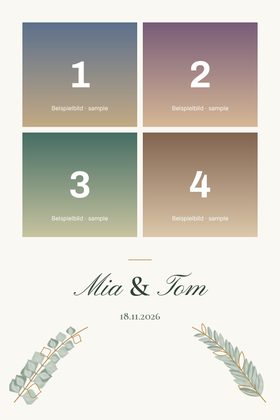 1
2
Beispielbild · sample
Beispielbild · sample
3
4
Beispielbild · sample
Beispielbild · sample
Mia & Tom
18.11.2026